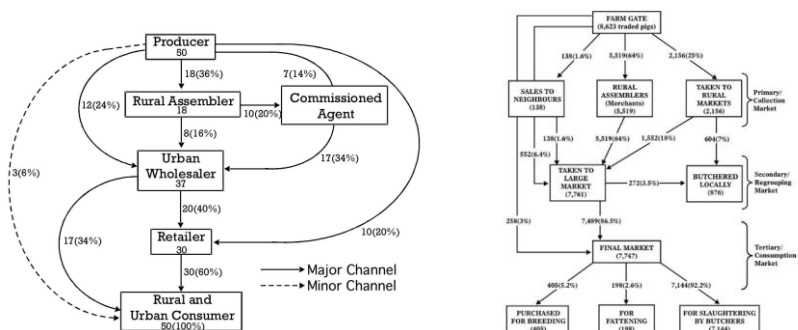 Producer
50
18(36%)
7(14%)
12(24%)
Rural Assembler
18
10(20%)
Commissioned
Agent
8(16%)
17(34%)
3(6%)
Urban
Wholesaler
37
20(40%)
17(34%)
10(20%)
Retailer
30
30(60%)
Major Channel
Minor Channel
Rural and
Urban Consumer
50(100%)
FARM GATE
(8,623 traded pigs)
138(1.6%)
5,519(64%)
2,156(25%)
SALES TO
NEIGHBOURS
(138)
RURAL
ASSEMBLERS
(Merchants)
(5,519)
TAKEN TO
RURAL
MARKETS
(2,156)
Primary/
Collection
Market
138(1.6%)
5,519(64%)
1,552(18%)
604(7%)
552(6.4%)
TAKEN TO
LARGE
MARKET
(7,761)
272(3.5%)
BUTCHERED
LOCALLY
(876)
Secondary/
Regrouping
Market
7,489(86.5%)
258(3%)
FINAL MARKET
(7,747)
Tertiary/
Consumption
Market
405(5.2%)
198(2.6%)
7,144(92.2%)
PURCHASED
FOR BREEDING
(405)
FOR
FATTENING
(198)
FOR SLAUGHTERING
BY BUTCHERS
(7,144)